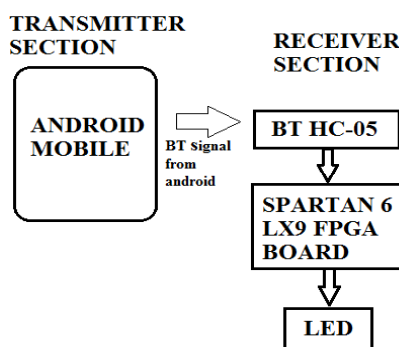 TRANSMITTER
SECTION
ANDROID
MOBILE
BT Signal
from
android
RECEIVER
SECTION
BT HC-05
SPARTAN 6
LX9 FPGA
BOARD
LED